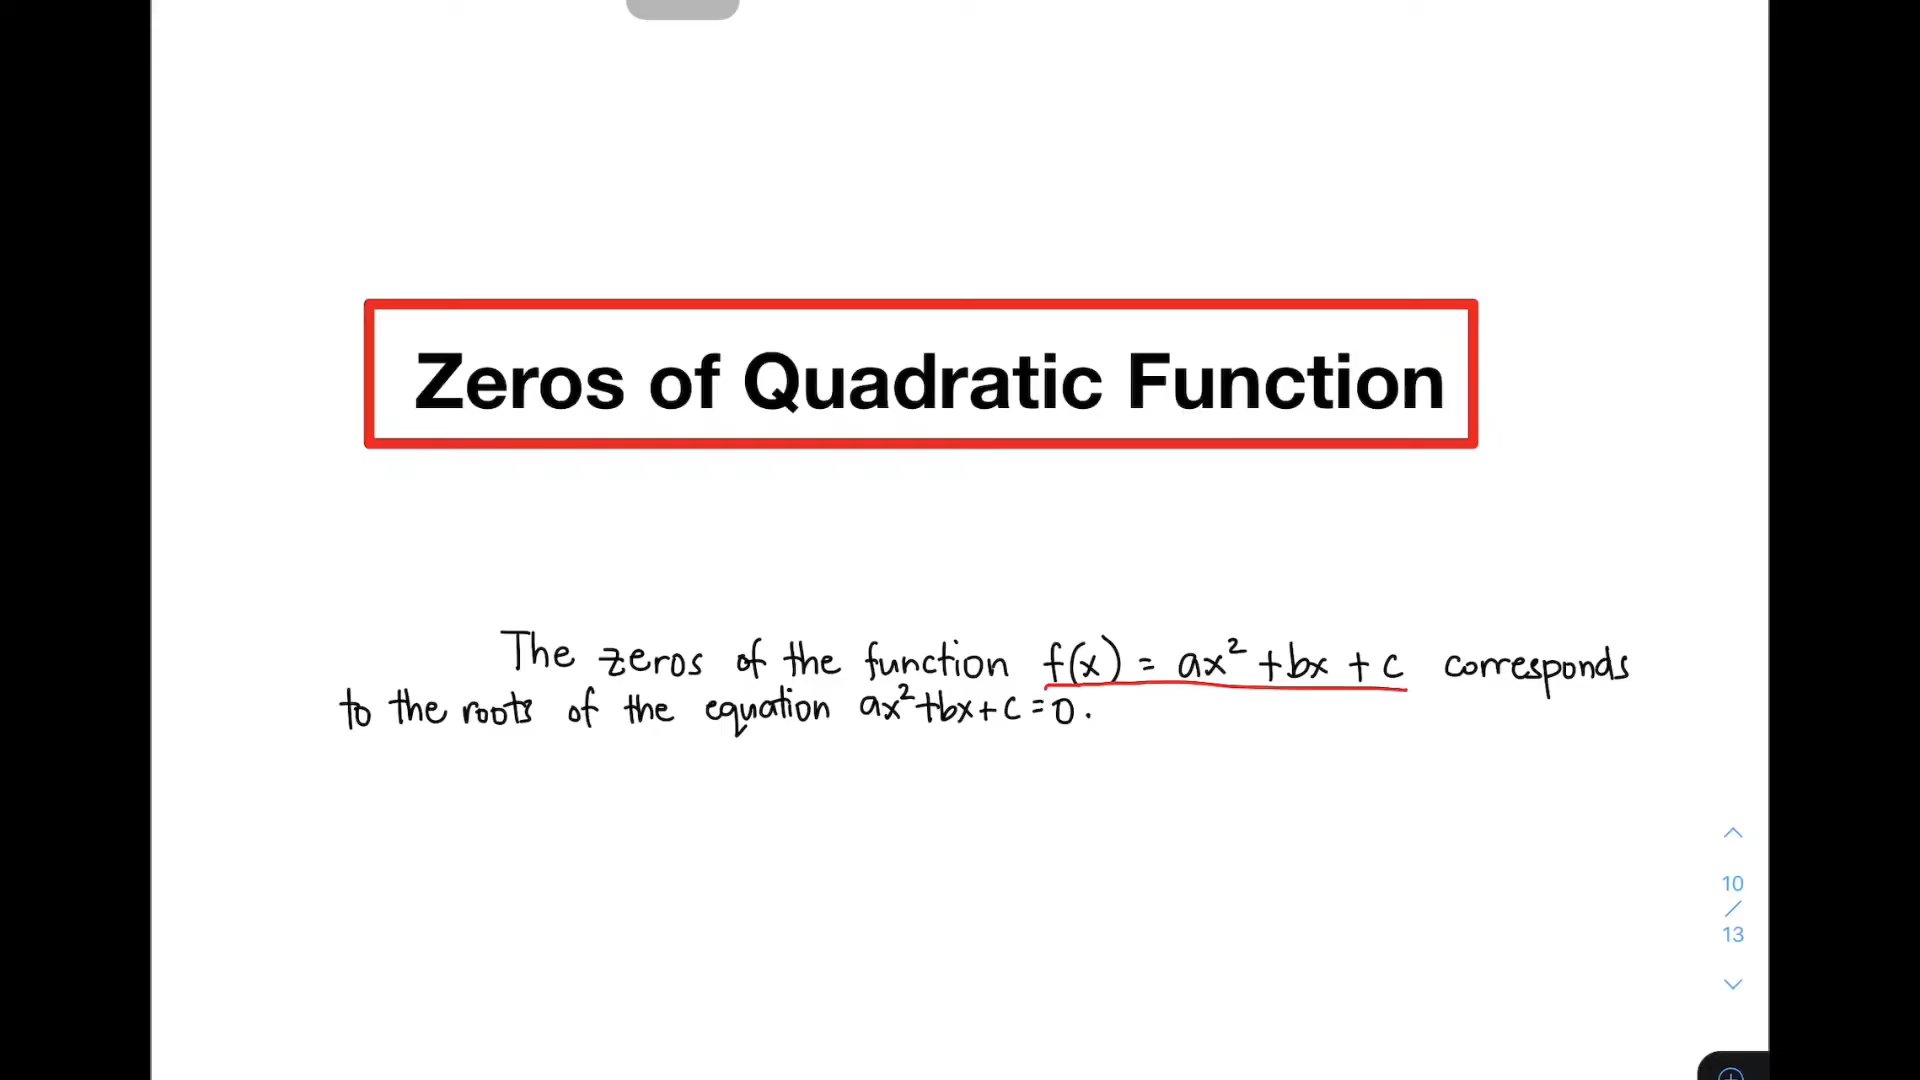 Zeros of Quadratic Function
The zeros of the function f(x) = ax² + bx + c corresponds
to the roots of the equation ax² + bx + c = 0.
10
/
13